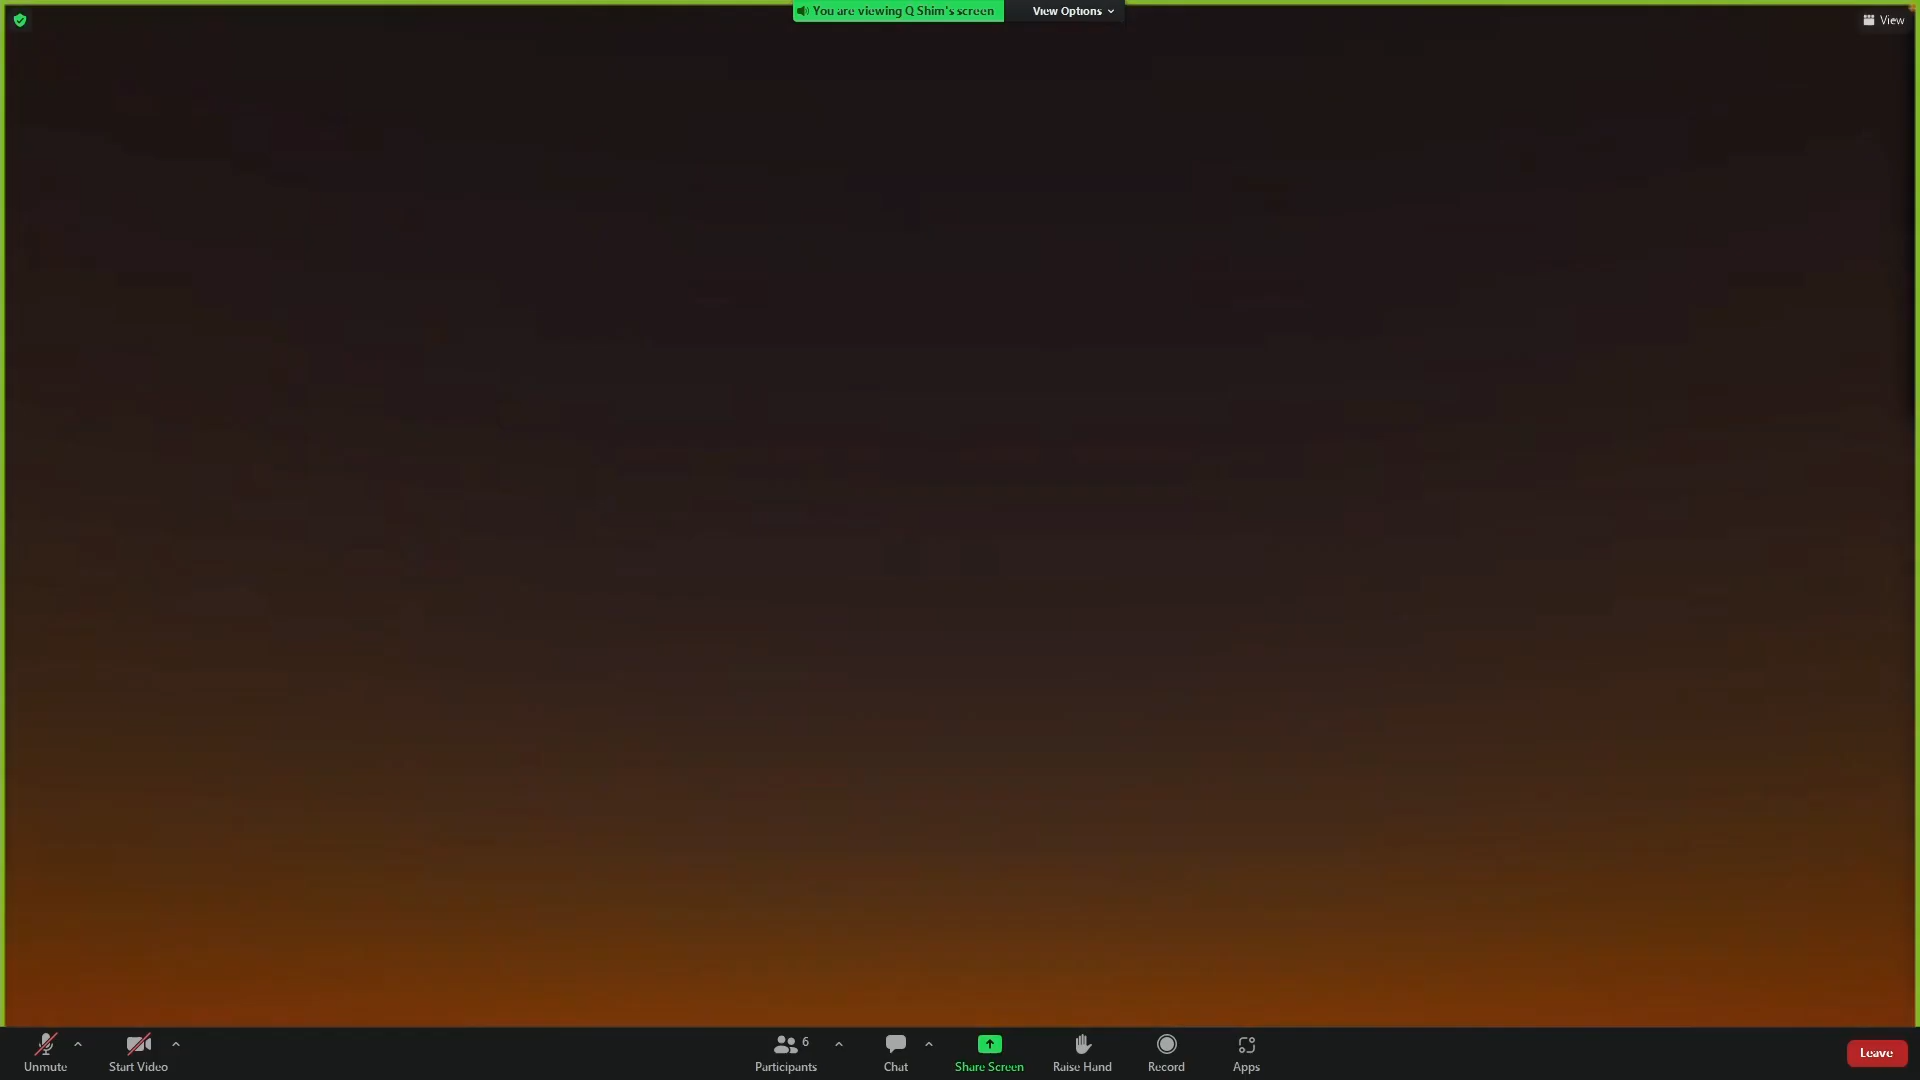 You are viewing Q Shim's screen
View Options
View
Unmute
Start Video
6
Participants
Chat
Share Screen
Raise Hand
Record
Apps
Leave